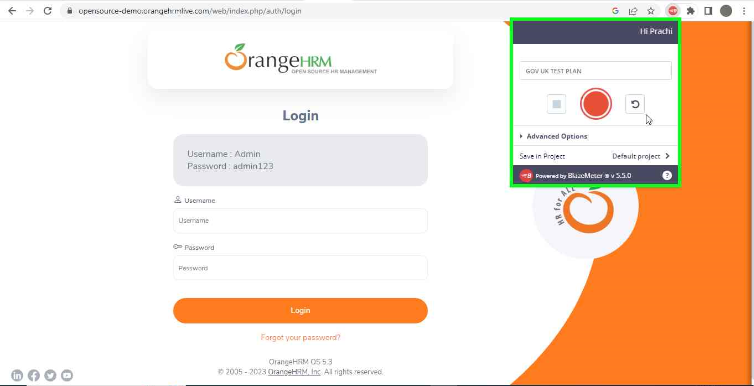 opensource-demo.orangehrmlive.com/web/index.php/auth/login
Hi Prachi
OrangeHRM
OPEN SOURCE HR MANAGEMENT
GOV UK TEST PLAN
Login
Username : Admin
Password : admin123
Advanced Options
Save in Project
Default project
Powered by BlazeMeter ® v 5.5.0
?
HR for ALL
Username
Username
Password
Password
Login
Forgot your password?
OrangeHRM OS 5.3
© 2005 - 2023 OrangeHRM, Inc. All rights reserved.